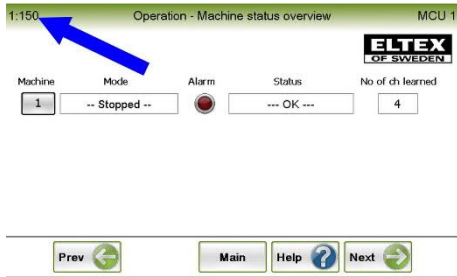 1:150 Operation - Machine status overview MCU 1
ELTEX
OF SWEDEN
Machine Mode Alarm Status No of ch learned
1 -- Stopped -- --- OK --- 4
Prev Main Help ? Next